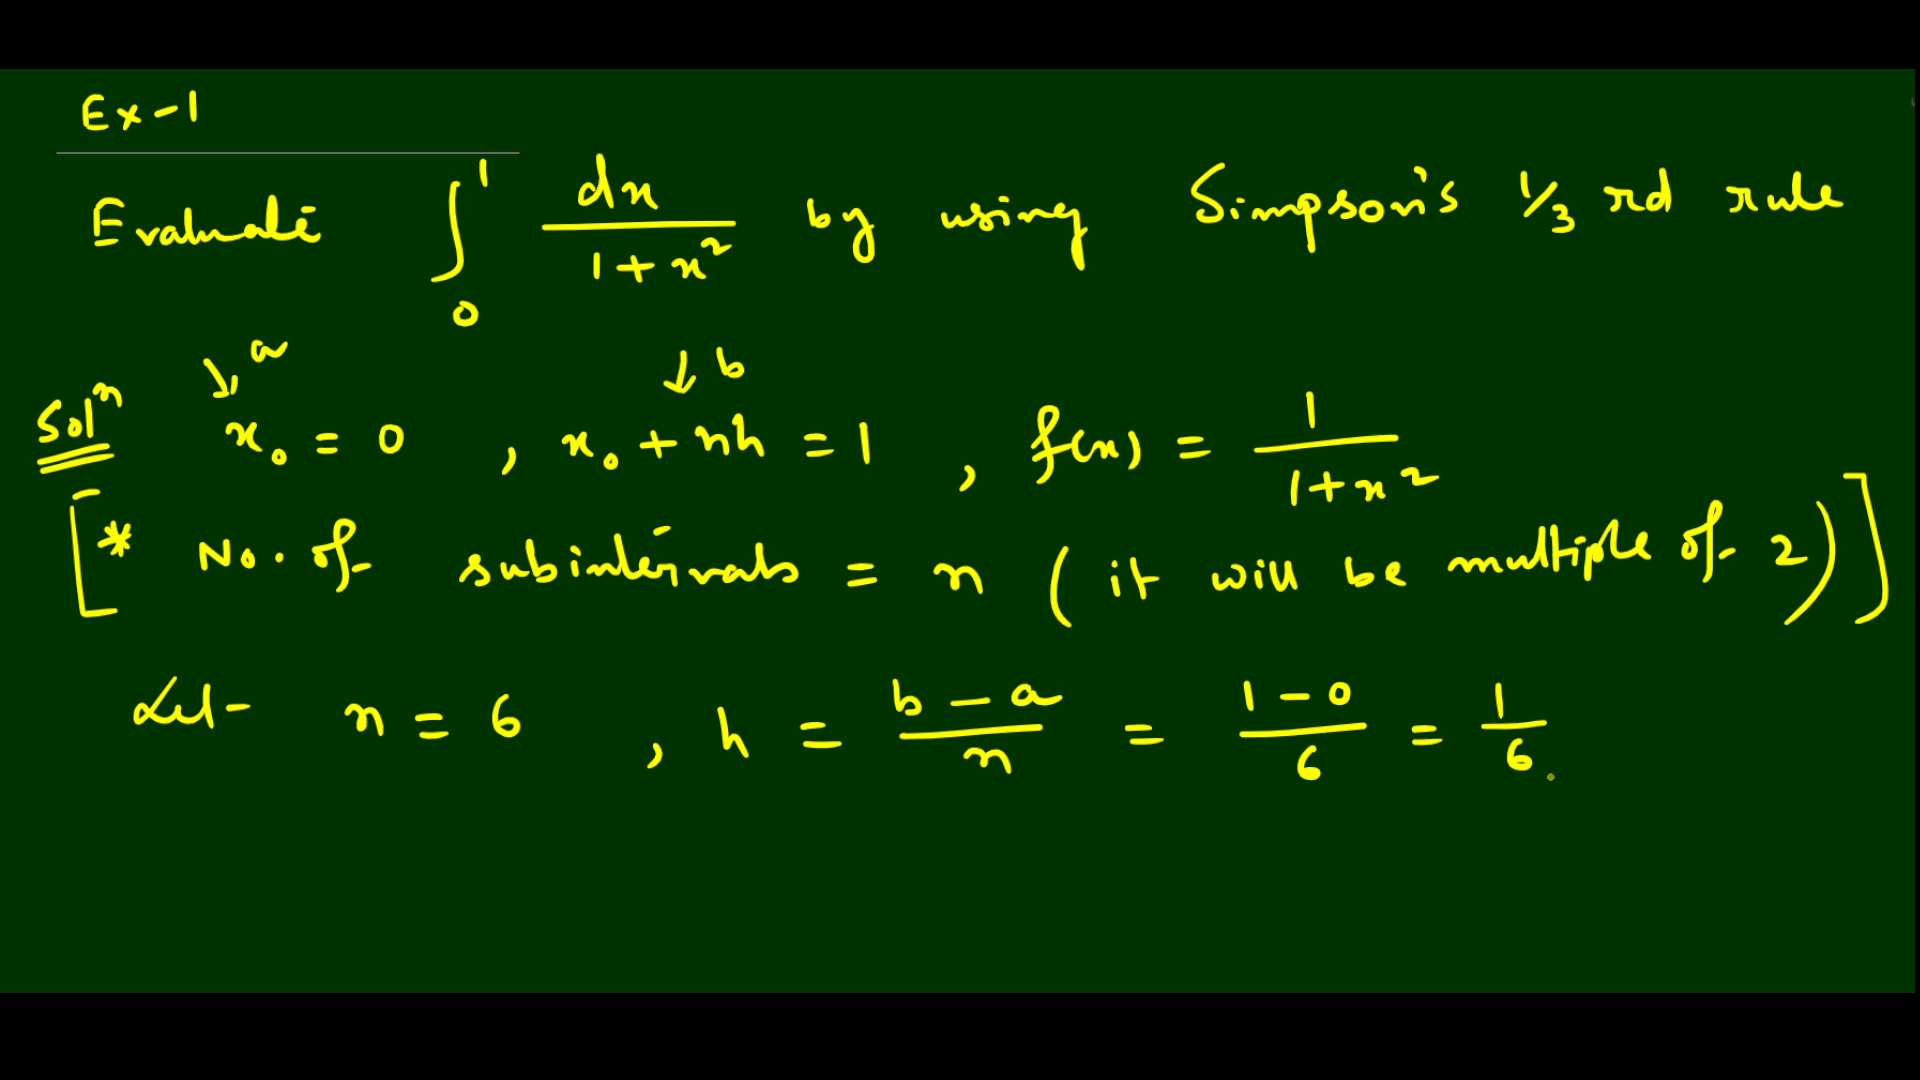 Ex-1
Evaluate ∫₀¹ dx/(1+x²) by using Simpson's 1/3 rd rule
Solⁿ x₀ = 0 (↓ a), x₀ + nh = 1 (↓ b), f(x) = 1/(1+x²)
[* No. of subintervals = n (it will be multiple of 2)]
Let n = 6, h = (b - a)/n = (1 - 0)/6 = 1/6